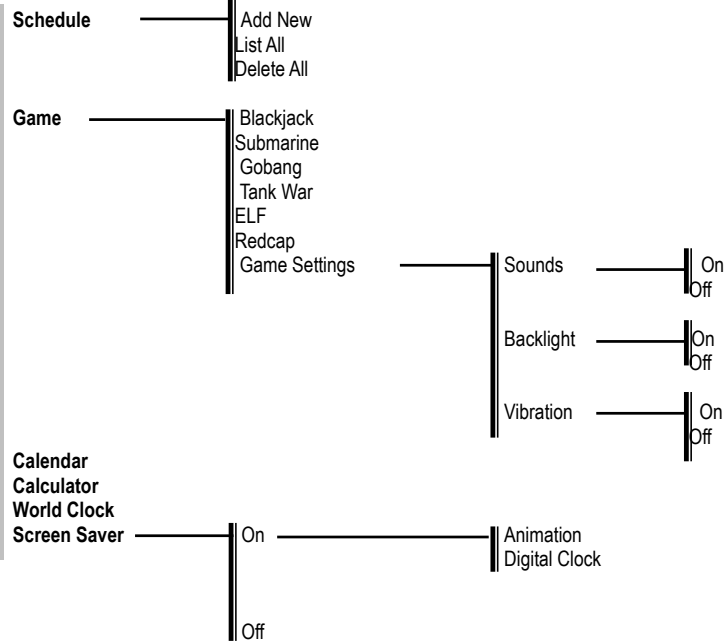 Schedule Add New
List All
Delete All
Game Blackjack
Submarine
Gobang
Tank War
ELF
Redcap
Game Settings Sounds On
Off
Backlight On
Off
Vibration On
Off
Calendar
Calculator
World Clock
Screen Saver On Animation
Digital Clock
Off